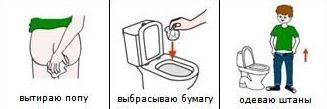 вытираю попу
выбрасываю бумагу
одеваю штаны